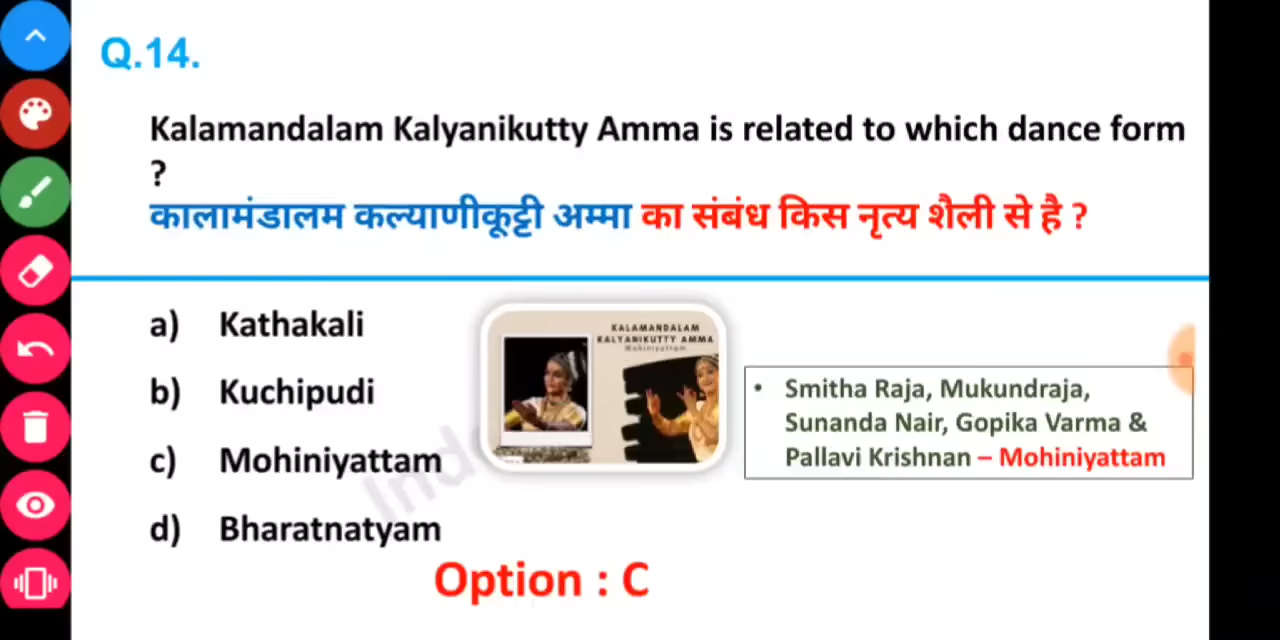 Q.14.
Kalamandalam Kalyanikutty Amma is related to which dance form
?
कालामंडालम कल्याणीकूट्टी अम्मा का संबंध किस नृत्य शैली से है ?
a) Kathakali
b) Kuchipudi
c) Mohiniyattam
d) Bharatnatyam
KALAMANDALAM
KALYANIKUTTY AMMA
Mohiniyattam
• Smitha Raja, Mukundraja,
Sunanda Nair, Gopika Varma &
Pallavi Krishnan – Mohiniyattam
Option : C